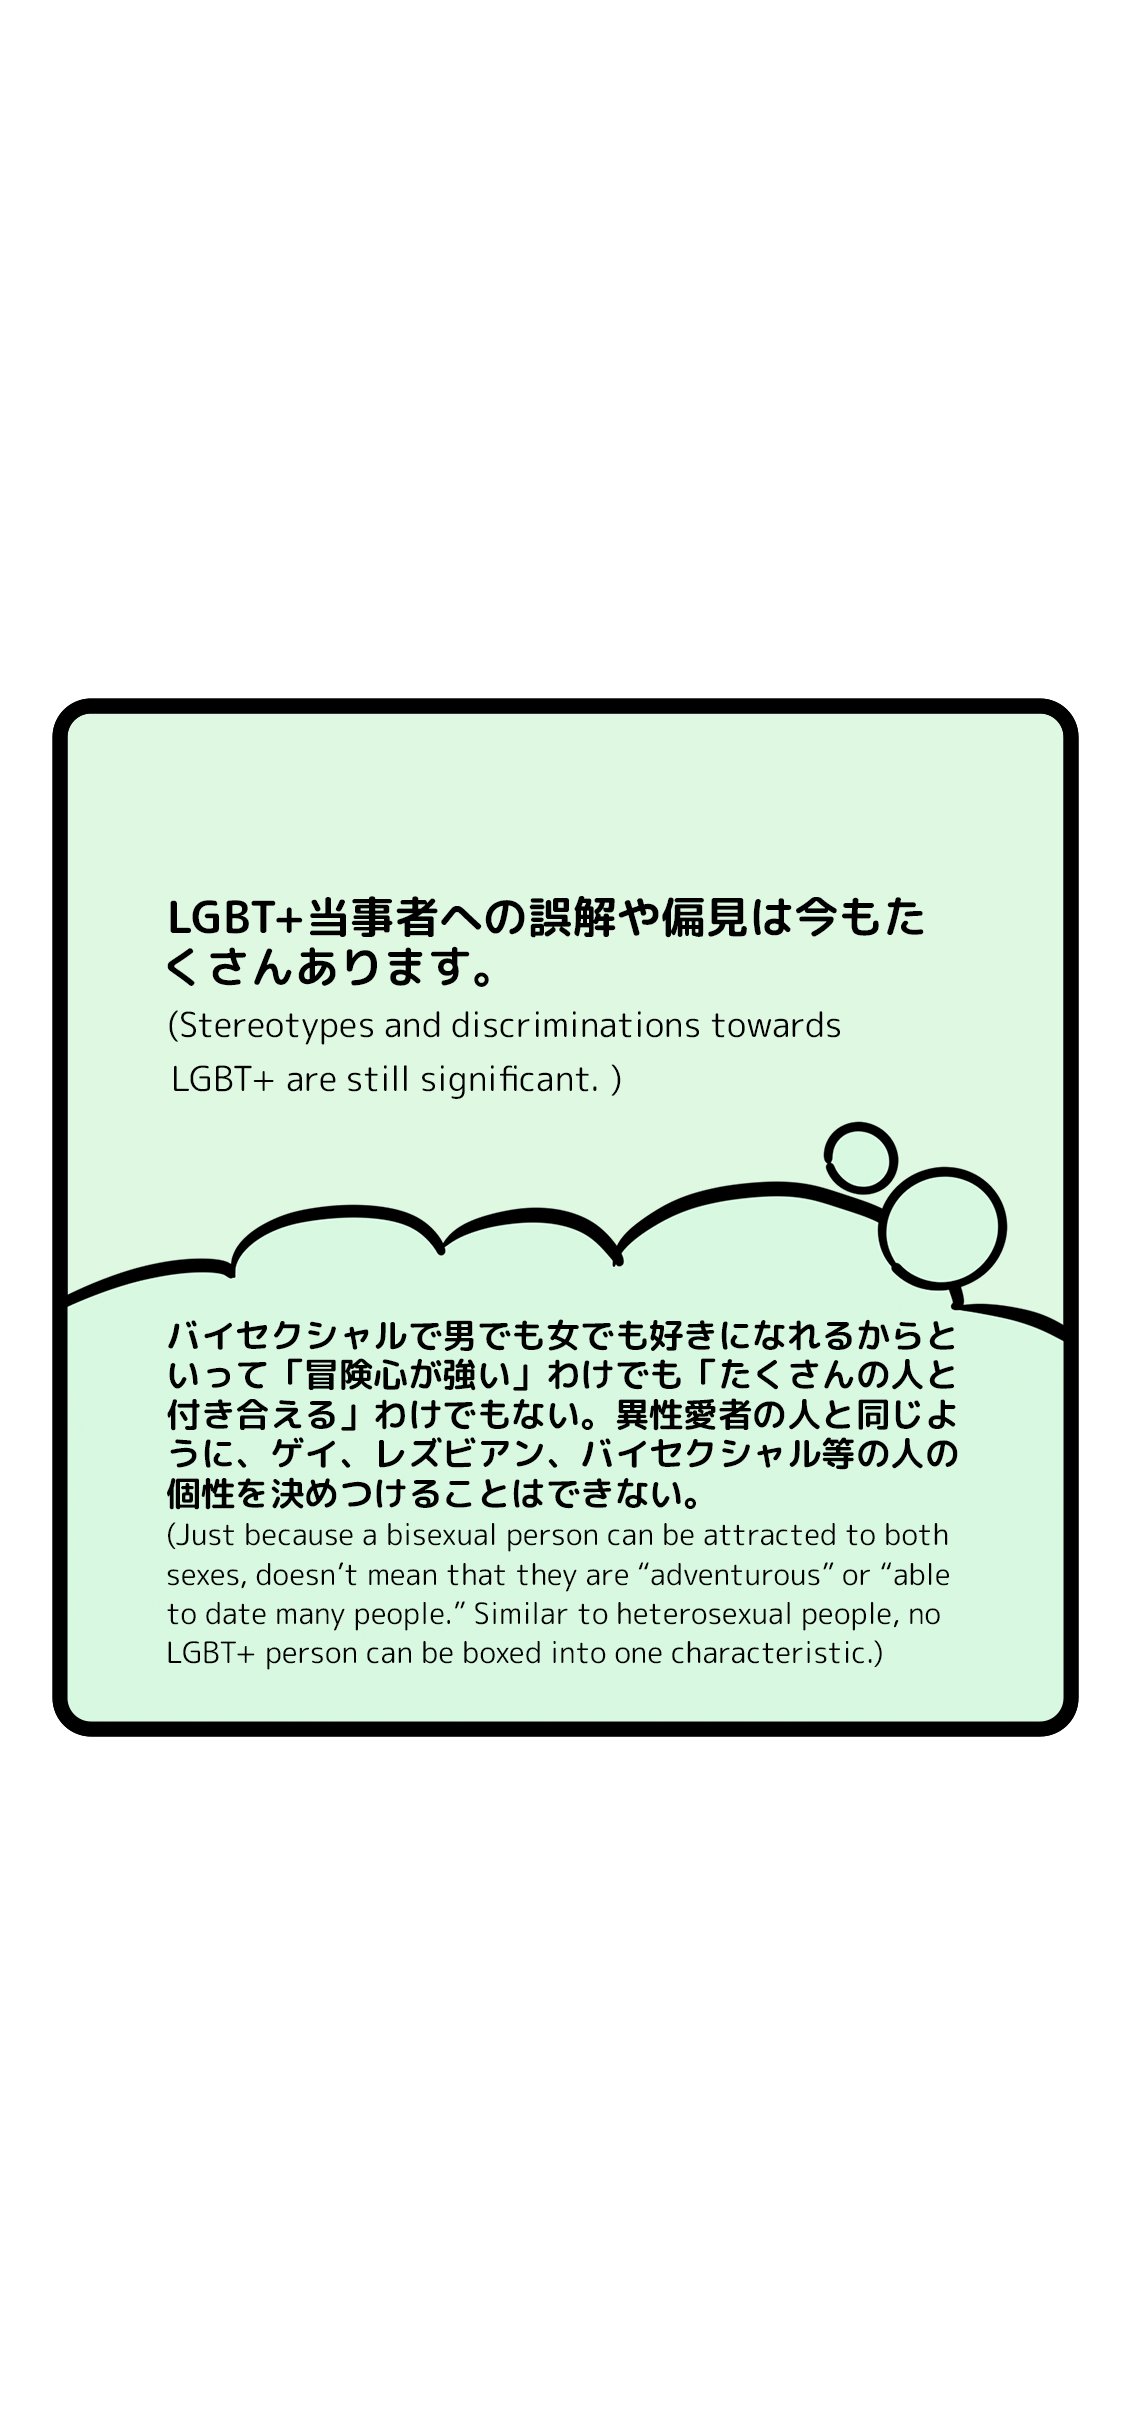 LGBT+当事者への誤解や偏見は今もた
くさんあります。
(Stereotypes and discriminations towards
LGBT+ are still significant. )
バイセクシャルで男でも女でも好きになれるからと
いって「冒険心が強い」わけでも「たくさんの人と
付き合える」わけでもない。異性愛者の人と同じよ
うに、ゲイ、レズビアン、バイセクシャル等の人の
個性を決めつけることはできない。
(Just because a bisexual person can be attracted to both
sexes, doesn’t mean that they are “adventurous” or “able
to date many people.” Similar to heterosexual people, no
LGBT+ person can be boxed into one characteristic.)